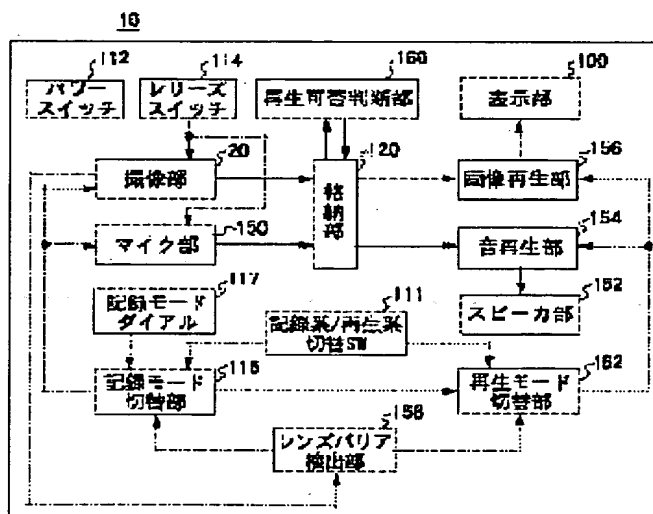 10
112
114
160
100
パワー
スイッチ
レリーズ
スイッチ
再生可否判断部
表示部
20
120
156
撮像部
格納部
画像再生部
150
154
マイク部
音再生部
117
111
152
記録モード
ダイアル
記録系/再生系
切替SW
スピーカ部
116
162
記録モード
切替部
再生モード
切替部
158
レンズバリア
検出部